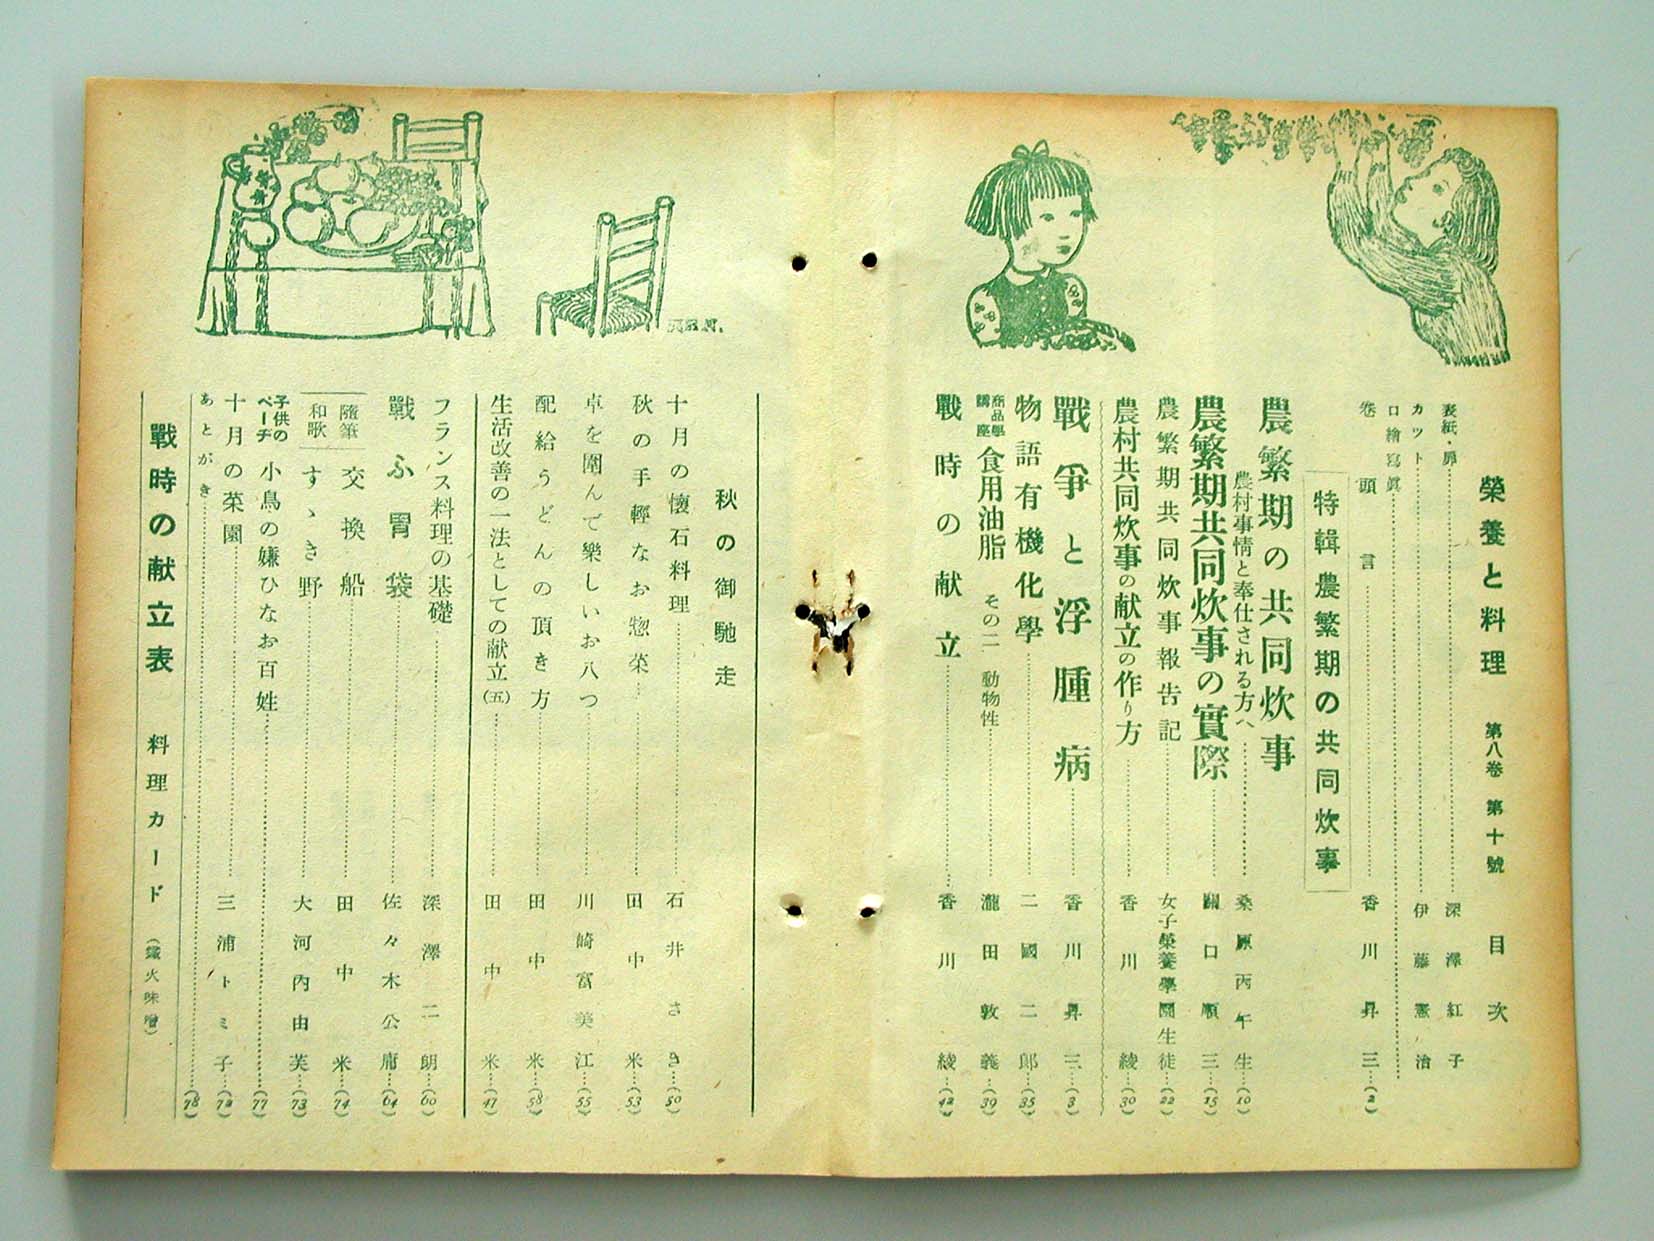 榮養と料理 第八卷 第十號 目次
表紙・扉 深澤紅子
カット 伊藤憲治
口繪寫眞
卷頭言 香川昇三 (2)
特輯 農繁期の共同炊事
農繁期の共同炊事
農村事情と奉仕される方へ 桑原丙午生 (10)
農繁期共同炊事の實際 關口順三 (15)
農繁期共同炊事報告記 女子榮養學園生徒 (22)
農村共同炊事の献立の作り方 香川綾 (30)
戰爭と浮腫病 香川昇三 (8)
物語有機化學 二國二郎 (35)
商品學講座 食用油脂 その二 動物性 瀧田敦義 (39)
戰時の献立 香川綾 (42)
秋の御馳走
十月の懷石料理 石井さき (50)
秋の手輕なお惣菜 田中米 (53)
卓を圍んで樂しいお八つ 川崎富美江 (55)
配給うどんの頂き方 田中米 (58)
生活改善の一法としての献立(五) 田中米 (47)
フランス料理の基礎 深澤二朗 (60)
戰ふ胃袋 佐々木公庸 (64)
隨筆 交換船 田中米 (74)
和歌 すゝき野 大河內由芙 (73)
子供のページ 小鳥の嫌ひなお百姓 (77)
十月の菜園 三浦トミ子 (72)
あとがき (78)
戰時の献立表 料理カード (鐵火味噌)